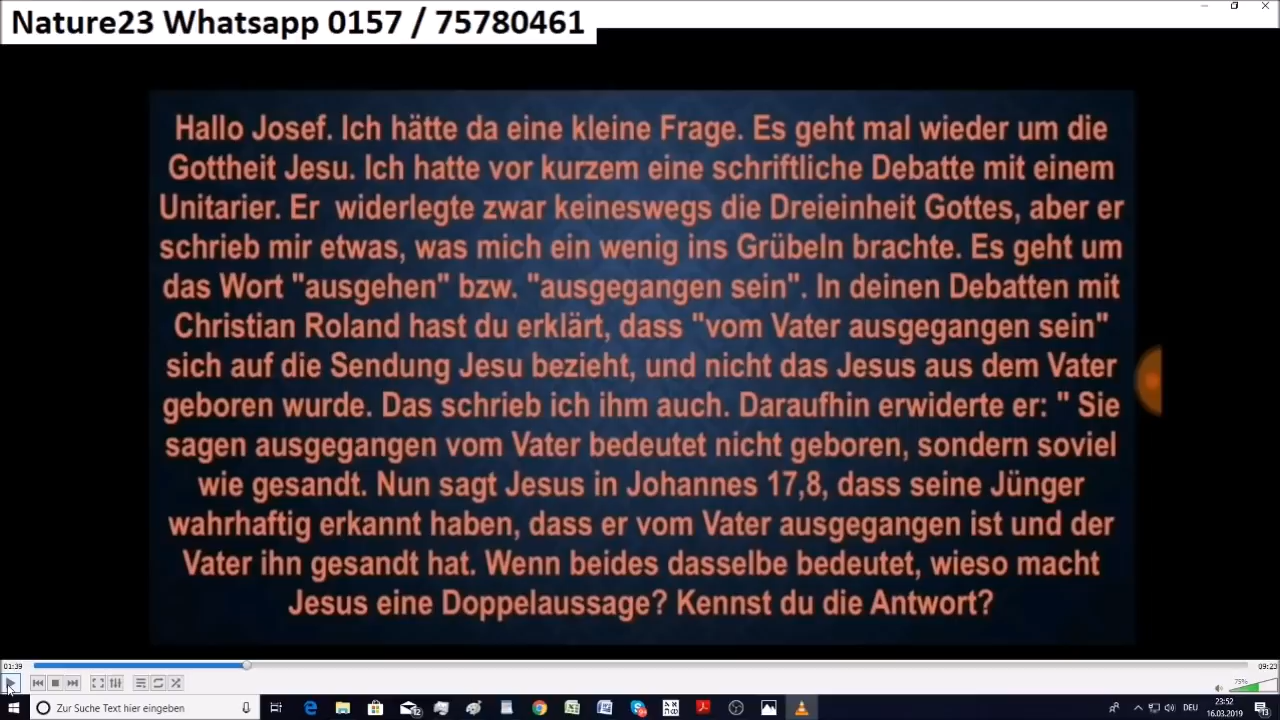 Nature23 Whatsapp 0157 / 75780461
Hallo Josef. Ich hätte da eine kleine Frage. Es geht mal wieder um die
Gottheit Jesu. Ich hatte vor kurzem eine schriftliche Debatte mit einem
Unitarier. Er widerlegte zwar keineswegs die Dreieinheit Gottes, aber er
schrieb mir etwas, was mich ein wenig ins Grübeln brachte. Es geht um
das Wort "ausgehen" bzw. "ausgegangen sein". In deinen Debatten mit
Christian Roland hast du erklärt, dass "vom Vater ausgegangen sein"
sich auf die Sendung Jesu bezieht, und nicht das Jesus aus dem Vater
geboren wurde. Das schrieb ich ihm auch. Daraufhin erwiderte er: " Sie
sagen ausgegangen vom Vater bedeutet nicht geboren, sondern soviel
wie gesandt. Nun sagt Jesus in Johannes 17,8, dass seine Jünger
wahrhaftig erkannt haben, dass er vom Vater ausgegangen ist und der
Vater ihn gesandt hat. Wenn beides dasselbe bedeutet, wieso macht
Jesus eine Doppelaussage? Kennst du die Antwort?
01:39
09:23
75%
Zur Suche Text hier eingeben
DEU
23:52
16.03.2019